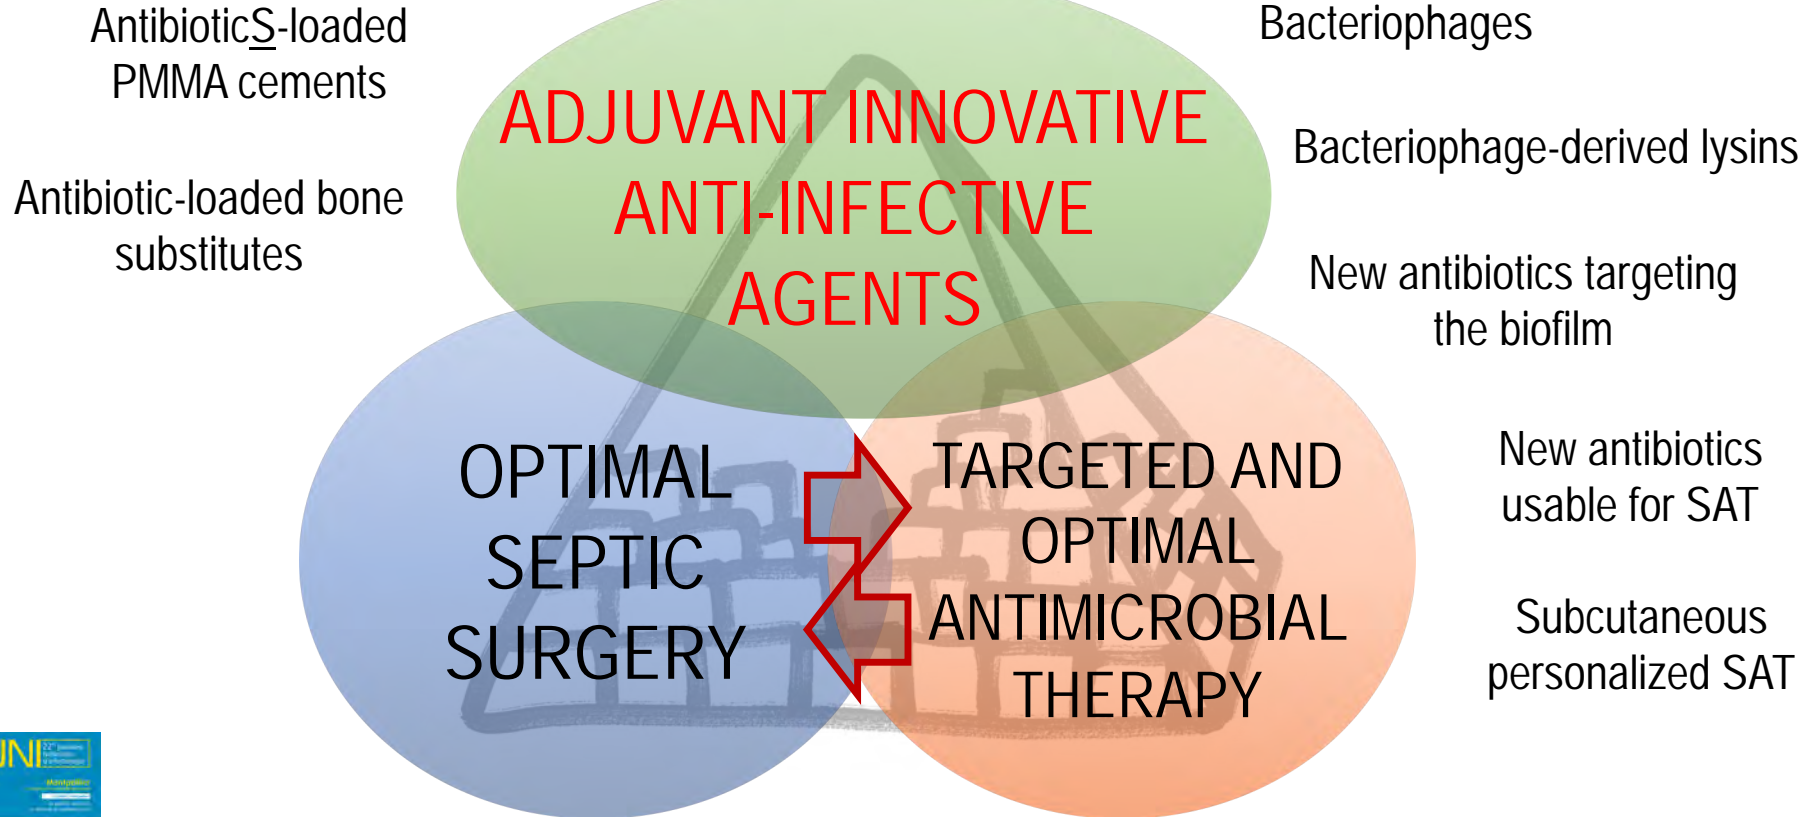 AntibioticS-loaded
PMMA cements
Antibiotic-loaded bone
substitutes
ADJUVANT INNOVATIVE
ANTI-INFECTIVE
AGENTS
Bacteriophages
Bacteriophage-derived lysins
New antibiotics targeting
the biofilm
New antibiotics
usable for SAT
Subcutaneous
personalized SAT
OPTIMAL
SEPTIC
SURGERY
TARGETED AND
OPTIMAL
ANTIMICROBIAL
THERAPY
JNI
Montpellier